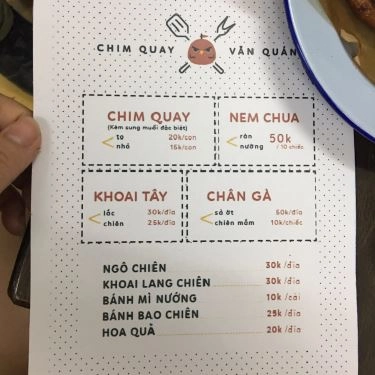 CHIM QUAY VĂN QUÁN
CHIM QUAY
(Kèm sung muối đặc biệt)
to 20k/con
nhỏ 15k/con
NEM CHUA
rán
nướng
50k
/10 chiếc
KHOAI TÂY
lốc 30k/đĩa
chiên 25k/đĩa
CHÂN GÀ
sả ớt 50k/đĩa
chiên mắm 10k/chiếc
NGÔ CHIÊN 30k /đĩa
KHOAI LANG CHIÊN 30k /đĩa
BÁNH MÌ NƯỚNG 10k /cái
BÁNH BAO CHIÊN 25k /đĩa
HOA QUẢ 20k /đĩa